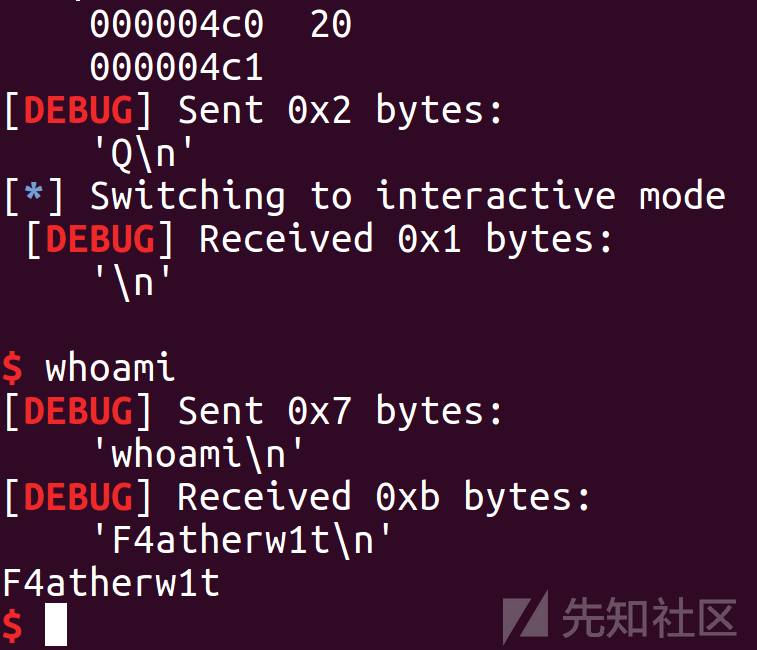 000004c0  20
000004c1
[DEBUG] Sent 0x2 bytes:
'Q\n'
[*] Switching to interactive mode
[DEBUG] Received 0x1 bytes:
'\n'
$ whoami
[DEBUG] Sent 0x7 bytes:
'whoami\n'
[DEBUG] Received 0xb bytes:
'F4atherw1t\n'
F4atherw1t
$
先知社区